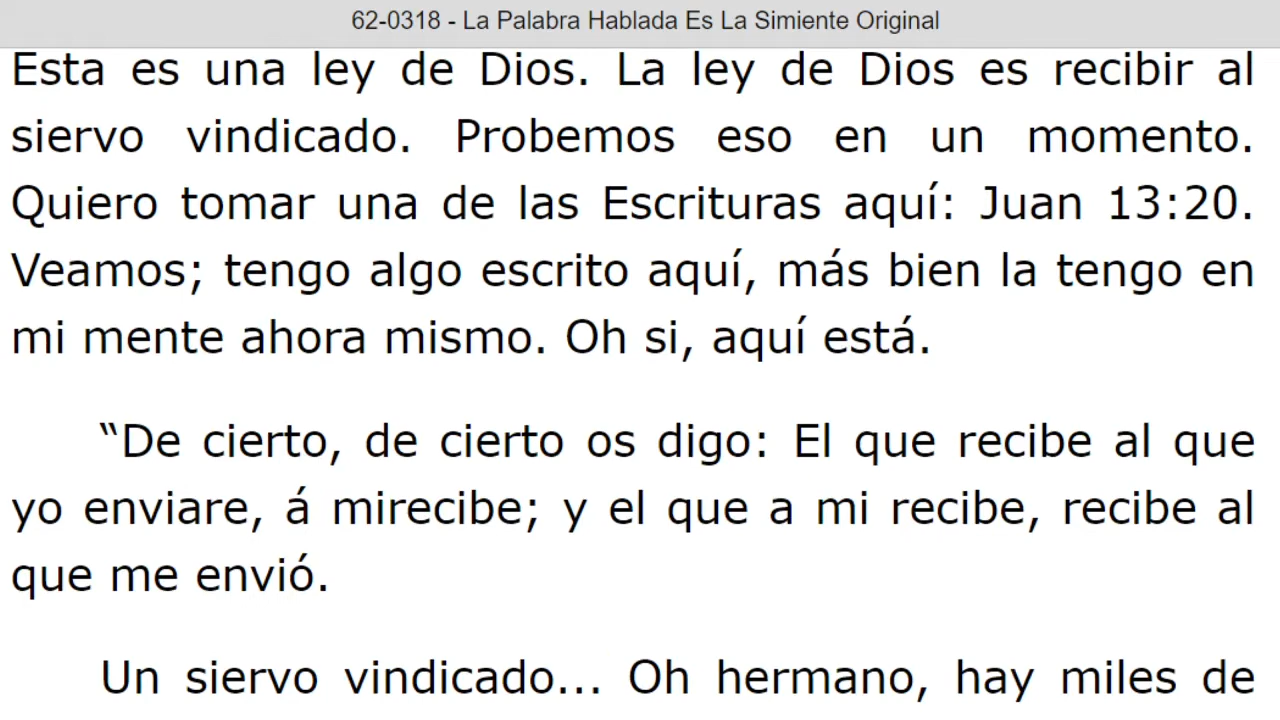 62-0318 - La Palabra Hablada Es La Simiente Original
Esta es una ley de Dios. La ley de Dios es recibir al
siervo vindicado. Probemos eso en un momento.
Quiero tomar una de las Escrituras aquí: Juan 13:20.
Veamos; tengo algo escrito aquí, más bien la tengo en
mi mente ahora mismo. Oh si, aquí está.
“De cierto, de cierto os digo: El que recibe al que
yo enviare, á mirecibe; y el que a mi recibe, recibe al
que me envió.
Un siervo vindicado... Oh hermano, hay miles de